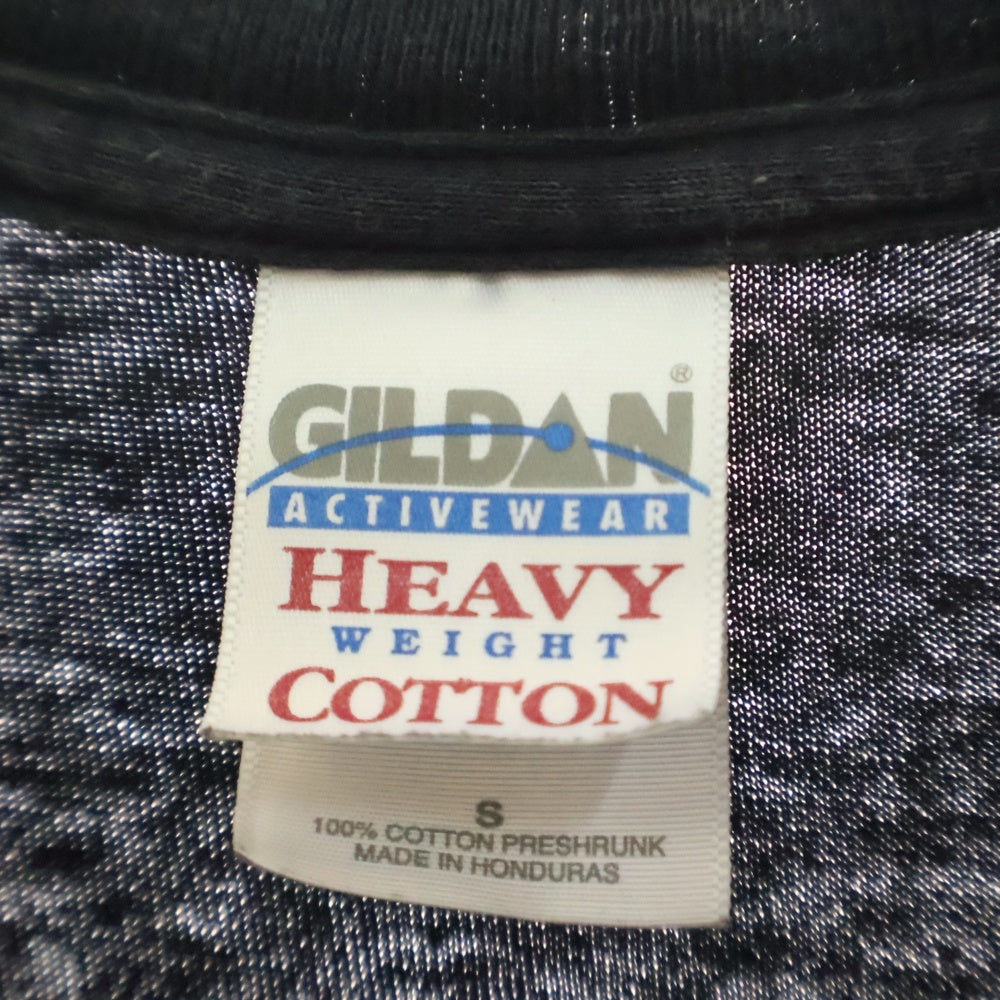 GILDAN®
ACTIVEWEAR
HEAVY
WEIGHT
COTTON
S
100% COTTON PRESHRUNK
MADE IN HONDURAS